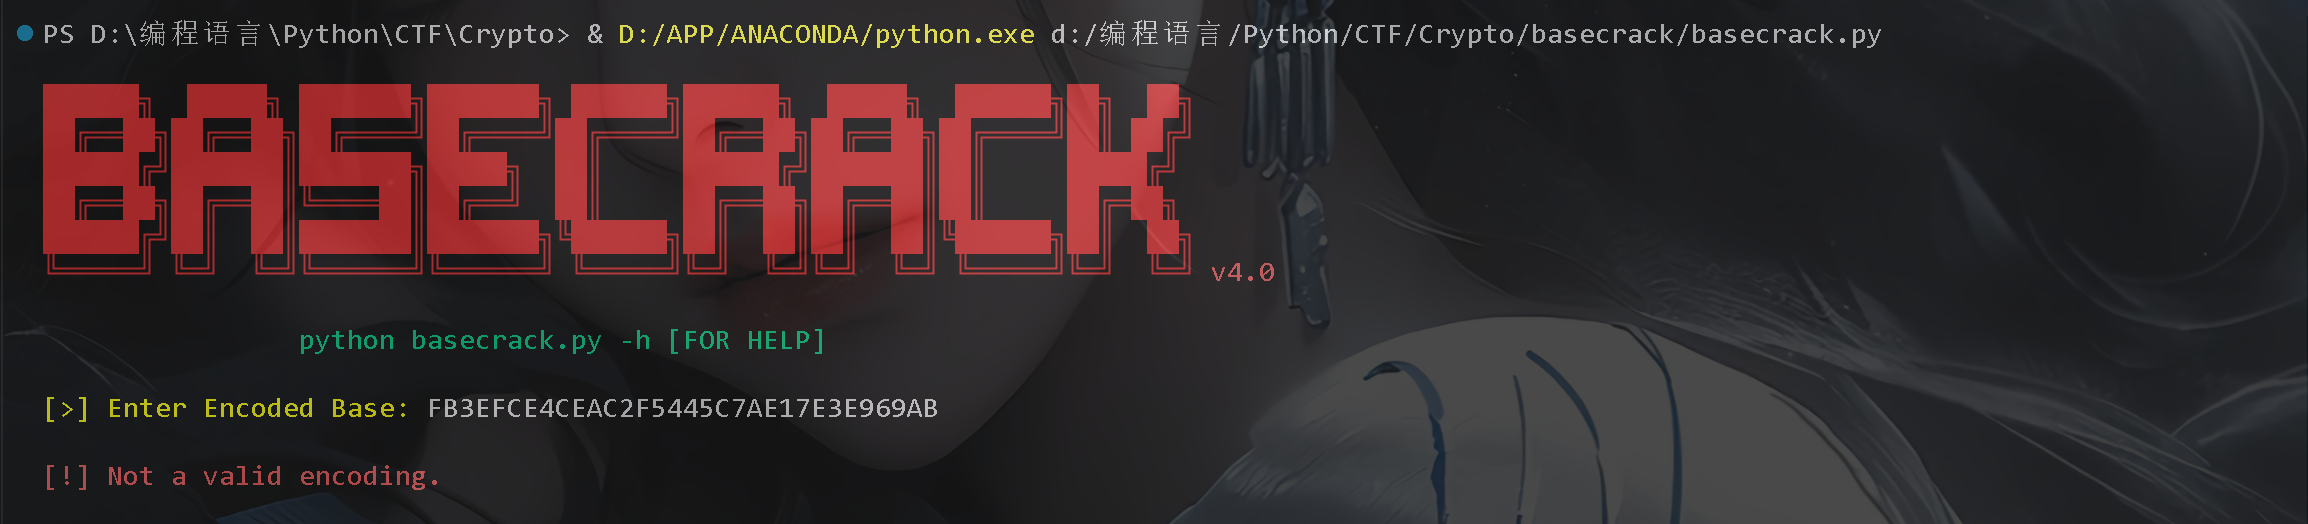 PS D:\编程语言\Python\CTF\Crypto> & D:/APP/ANACONDA/python.exe d:/编程语言/Python/CTF/Crypto/basecrack/basecrack.py
BASECRACK v4.0
python basecrack.py -h [FOR HELP]
[>] Enter Encoded Base: FB3EFCE4CEAC2F5445C7AE17E3E969AB
[!] Not a valid encoding.